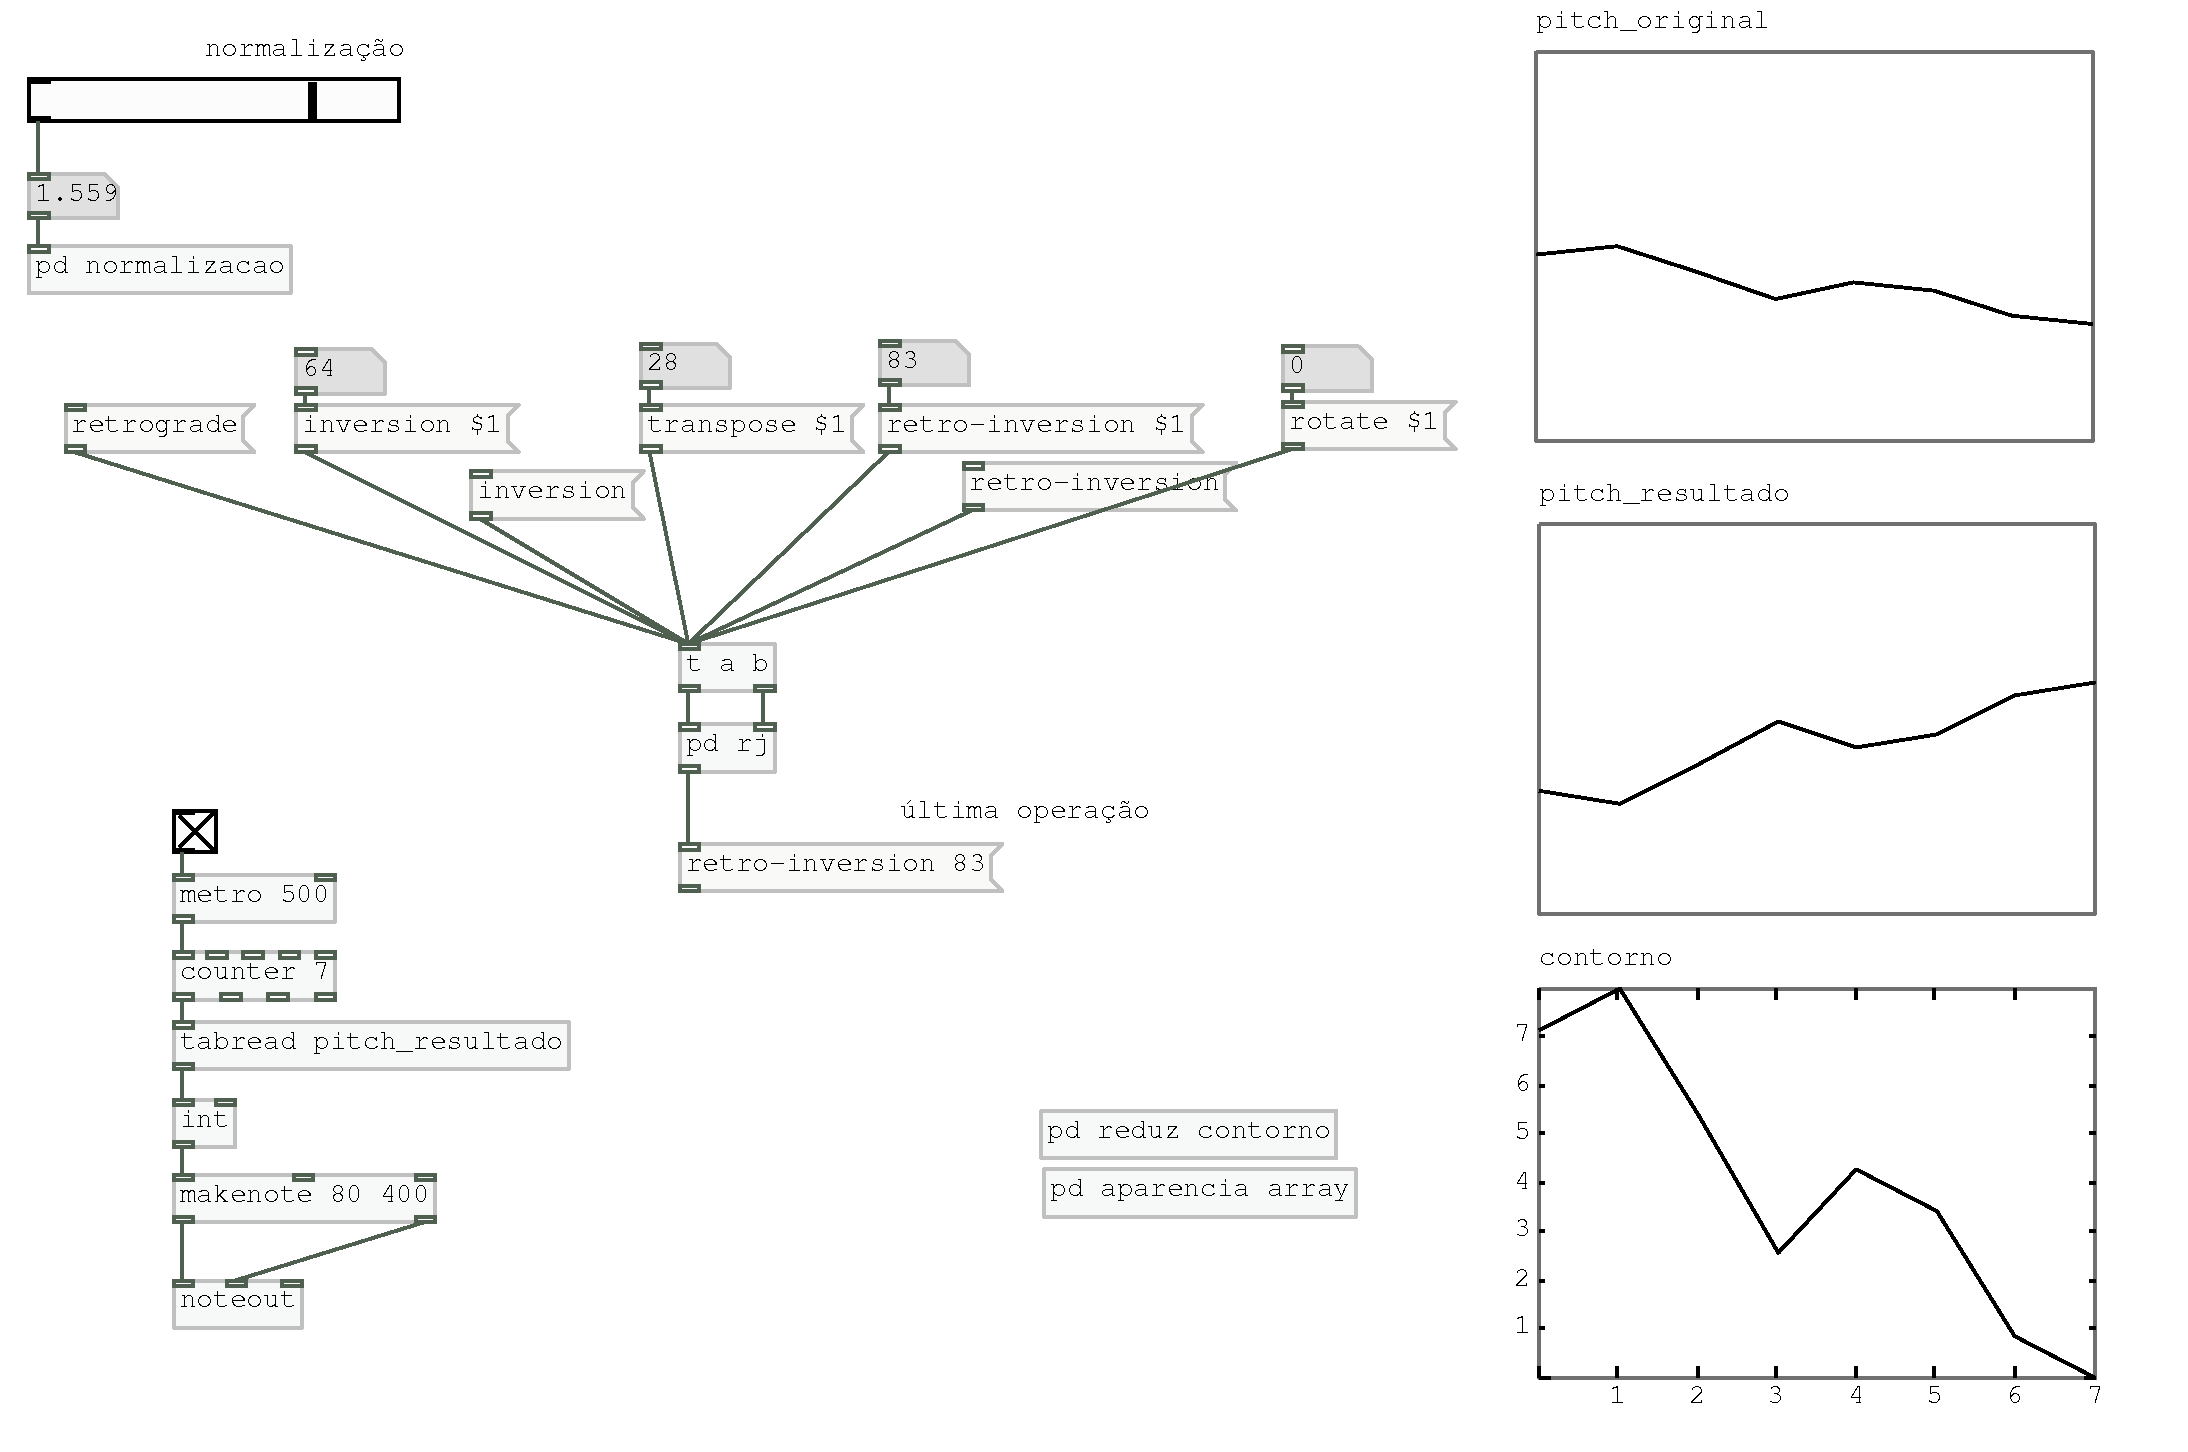 normalização
1.559
pd normalizacao
64
28
83
0
retrograde
inversion $1
transpose $1
retro-inversion $1
rotate $1
inversion
retro-inversion
t a b
pd rj
última operação
retro-inversion 83
metro 500
counter 7
tabread pitch_resultado
int
makenote 80 400
noteout
pd reduz contorno
pd aparencia array
pitch_original
pitch_resultado
contorno
7
6
5
4
3
2
1
1 2 3 4 5 6 7